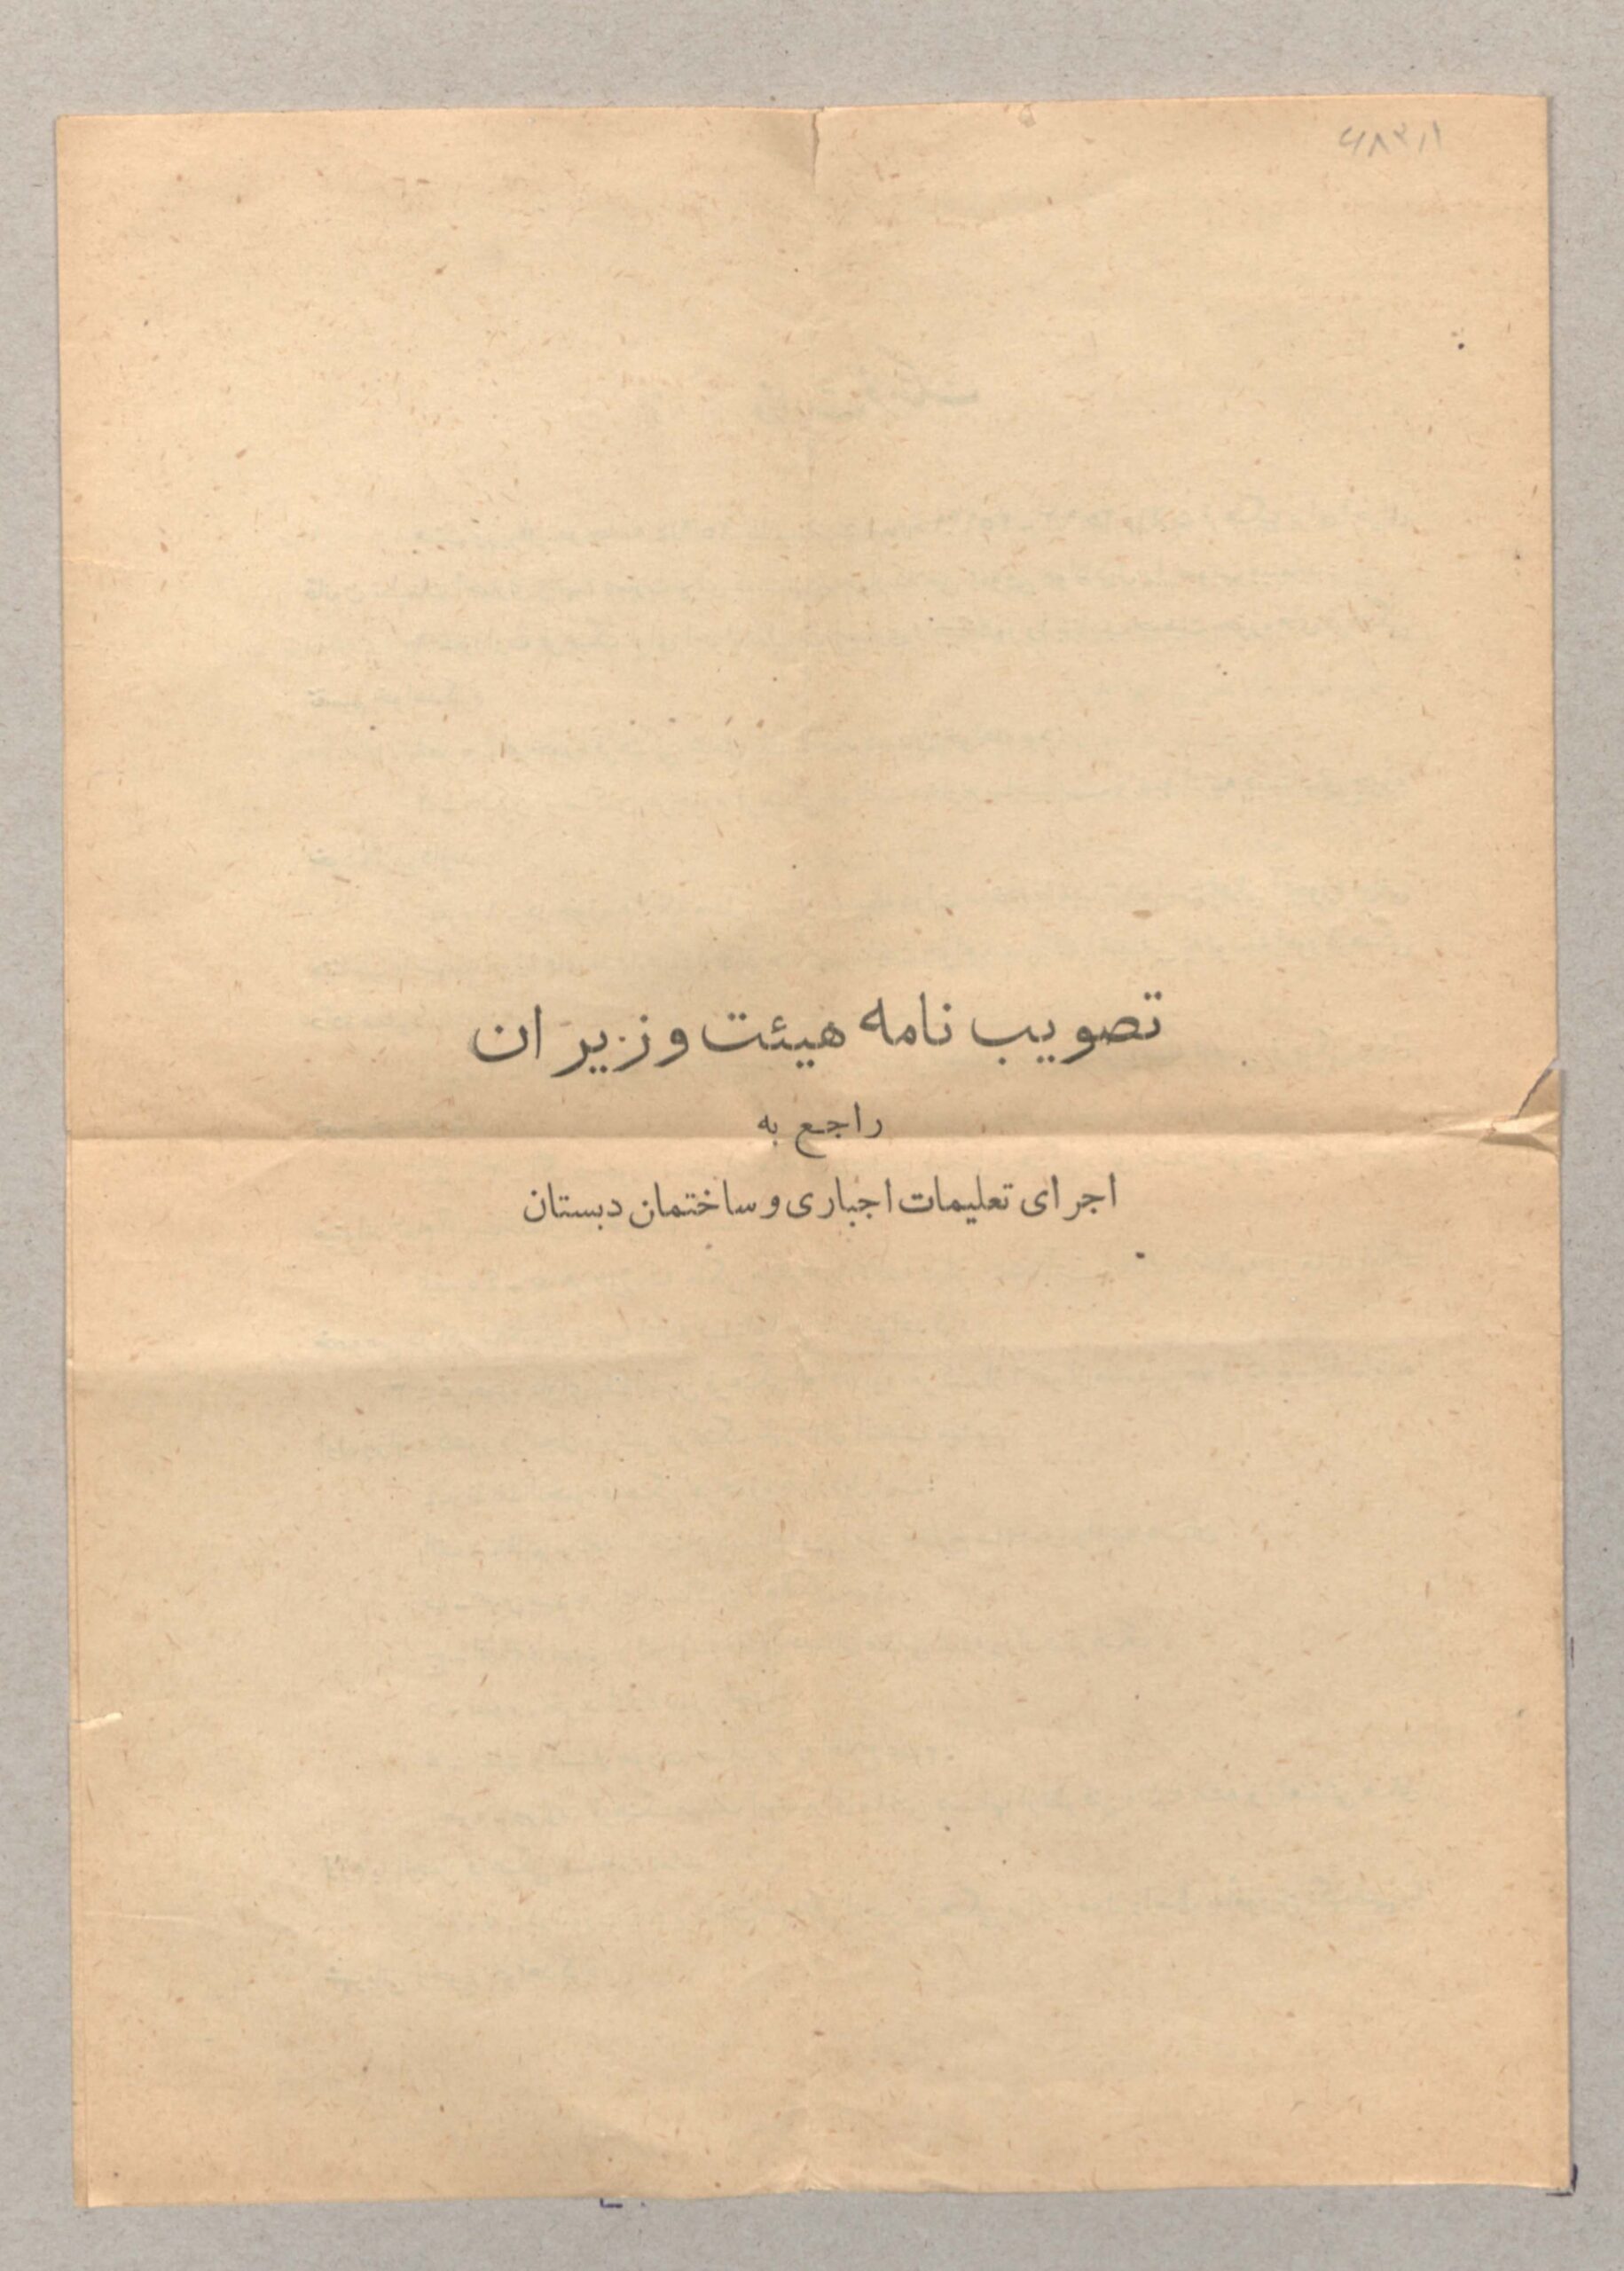 تصویب نامه هیئت وزیران
راجع به
اجرای تعلیمات اجباری و ساختمان دبستان